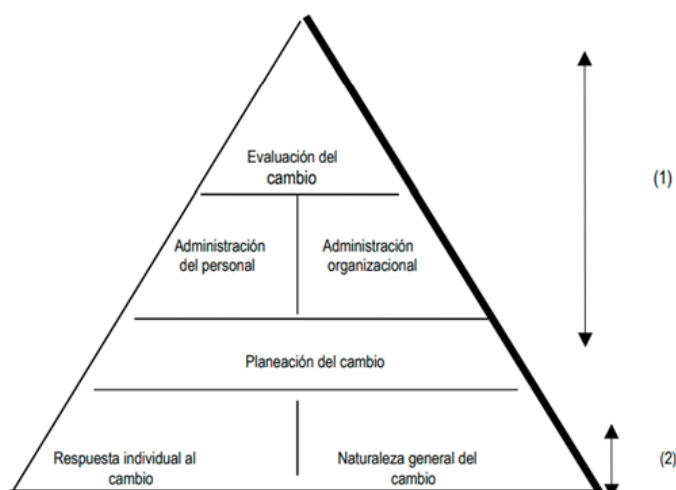 Evaluación del
cambio
(1)
Administración
del personal
Administración
organizacional
Planeación del cambio
Respuesta individual al
cambio
Naturaleza general del
cambio
(2)